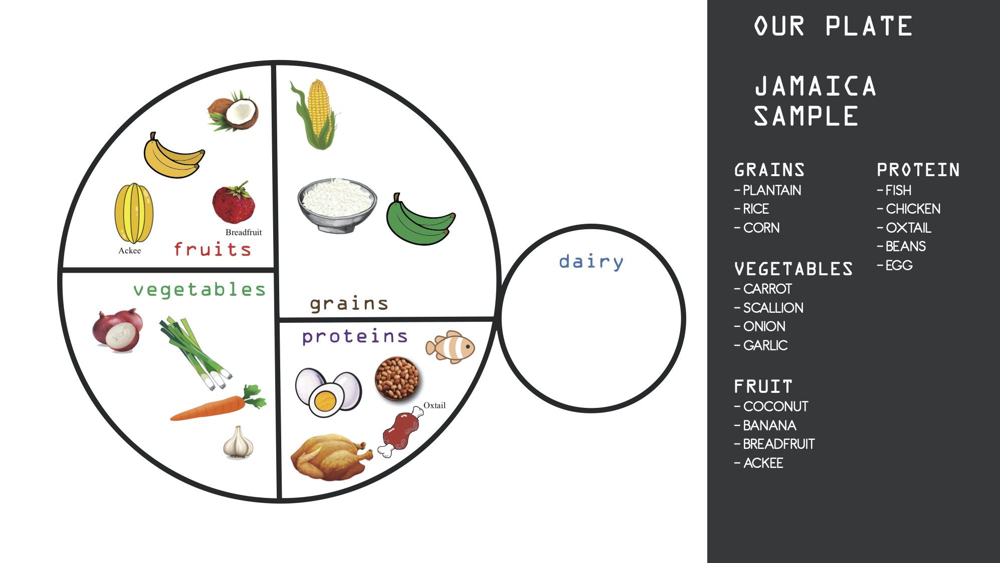 Breadfruit
Ackee
fruits
vegetables
grains
proteins
Oxtail
dairy
OUR PLATE
JAMAICA
SAMPLE
GRAINS
- PLANTAIN
- RICE
- CORN
VEGETABLES
- CARROT
- SCALLION
- ONION
- GARLIC
FRUIT
- COCONUT
- BANANA
- BREADFRUIT
- ACKEE
PROTEIN
- FISH
- CHICKEN
- OXTAIL
- BEANS
- EGG